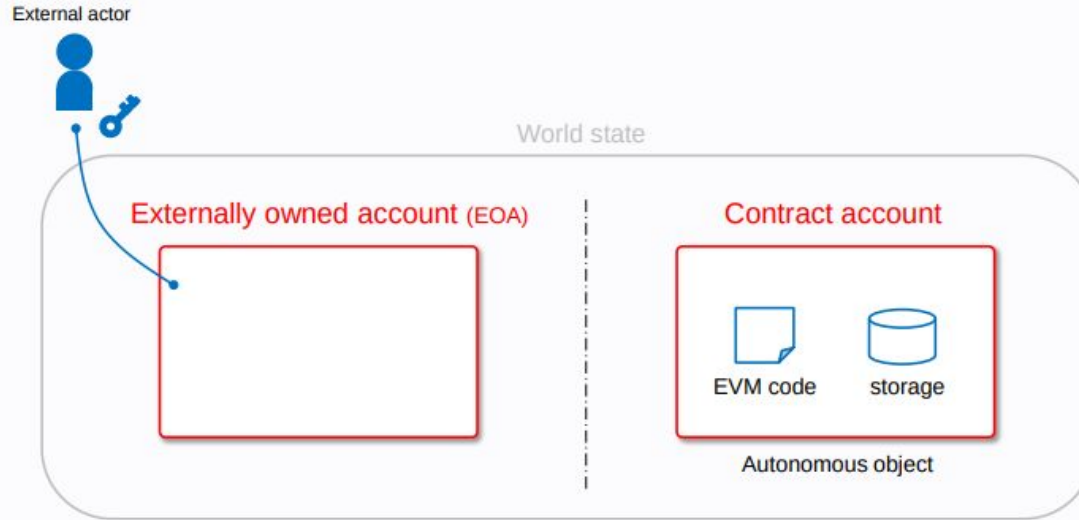 External actor
World state
Externally owned account (EOA)
Contract account
EVM code
storage
Autonomous object